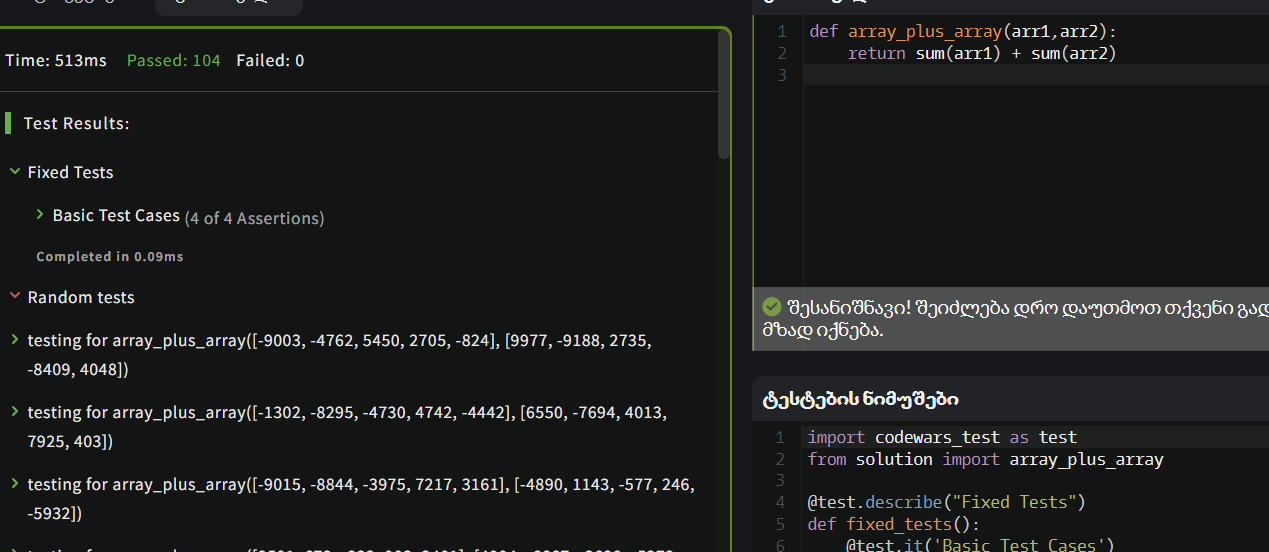 Time: 513ms Passed: 104 Failed: 0
Test Results:
Fixed Tests
Basic Test Cases (4 of 4 Assertions)
Completed in 0.09ms
Random tests
testing for array_plus_array([-9003, -4762, 5450, 2705, -824], [9977, -9188, 2735,
-8409, 4048])
testing for array_plus_array([-1302, -8295, -4730, 4742, -4442], [6550, -7694, 4013,
7925, 403])
testing for array_plus_array([-9015, -8844, -3975, 7217, 3161], [-4890, 1143, -577, 246,
-5932])
1 def array_plus_array(arr1,arr2):
2 return sum(arr1) + sum(arr2)
3
შესანიშნავი! შეიძლება დრო დაუთმოთ თქვენი
მზად იქნება.
ტესტების ნიმუშები
1 import codewars_test as test
2 from solution import array_plus_array
3
4 @test.describe("Fixed Tests")
5 def fixed_tests():
6 @test.it('Basic Test Cases')